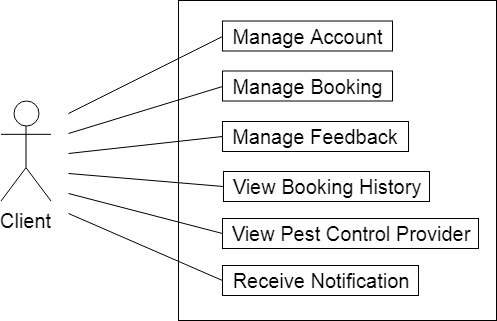 Manage Account
Manage Booking
Manage Feedback
View Booking History
Client
View Pest Control Provider
Receive Notification